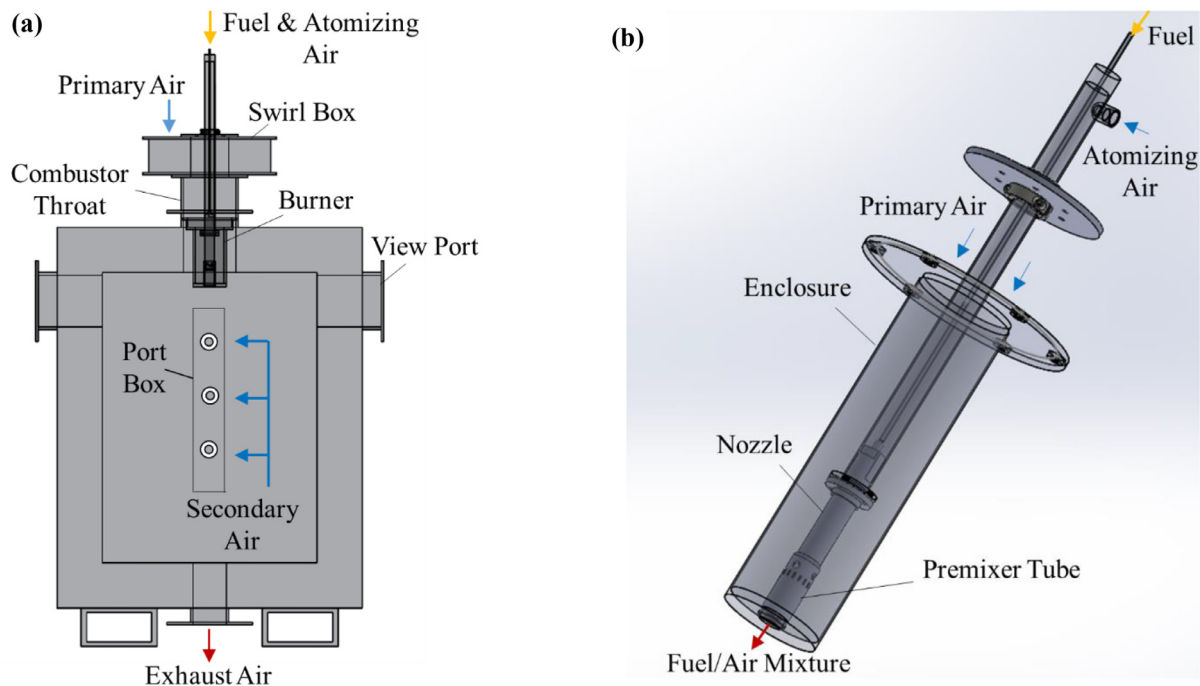 (a)
Fuel & Atomizing
Air
Primary Air
Swirl Box
Combustor
Throat
Burner
View Port
Port
Box
Secondary
Air
Exhaust Air
(b)
Fuel
Atomizing
Air
Primary Air
Enclosure
Nozzle
Premixer Tube
Fuel/Air Mixture